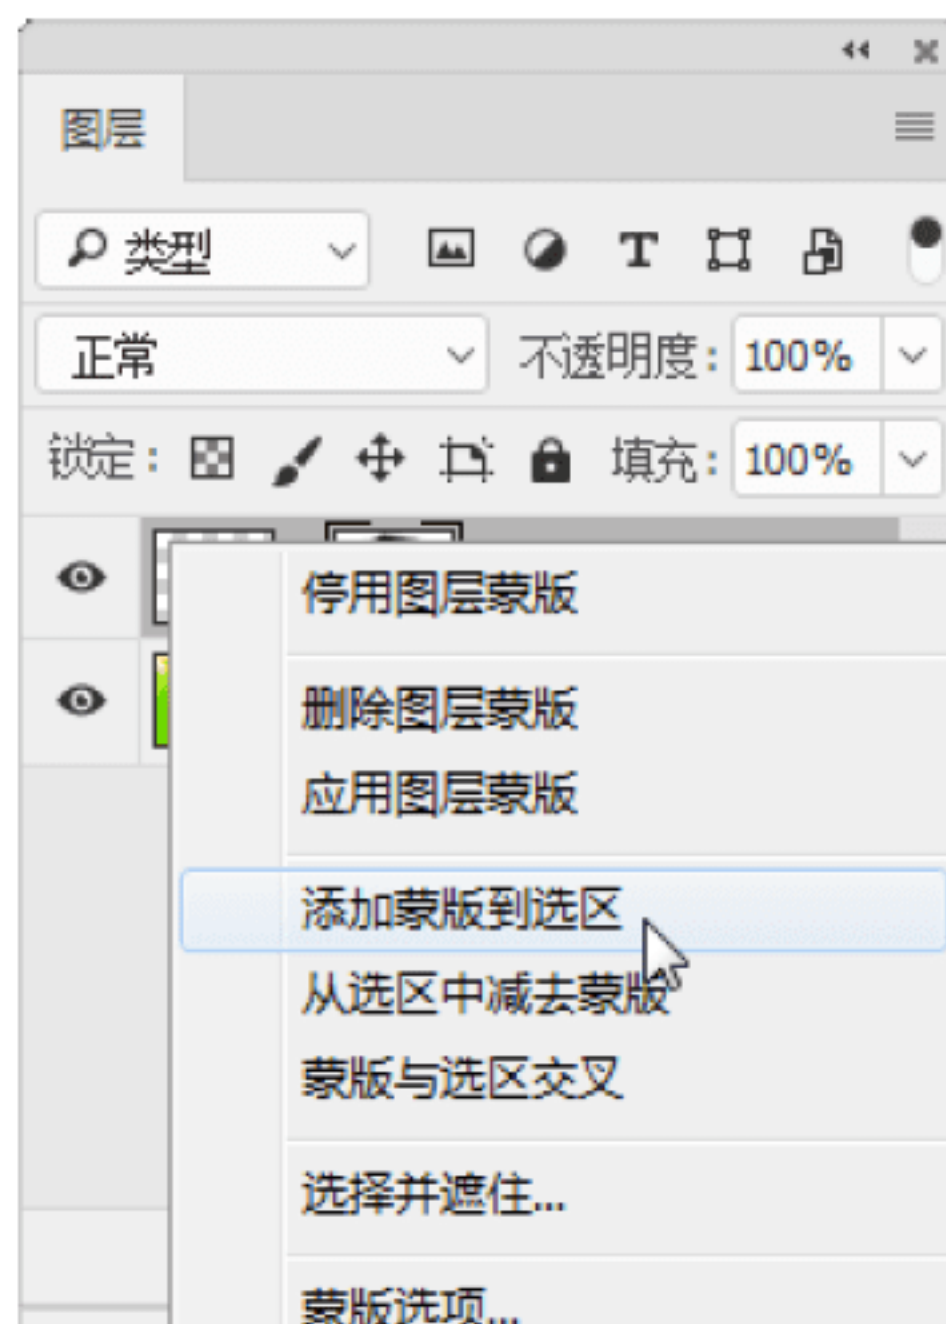 图层
类型
正常 不透明度: 100%
锁定: 填充: 100%
停用图层蒙版
删除图层蒙版
应用图层蒙版
添加蒙版到选区
从选区中减去蒙版
蒙版与选区交叉
选择并遮住...
蒙版选项...